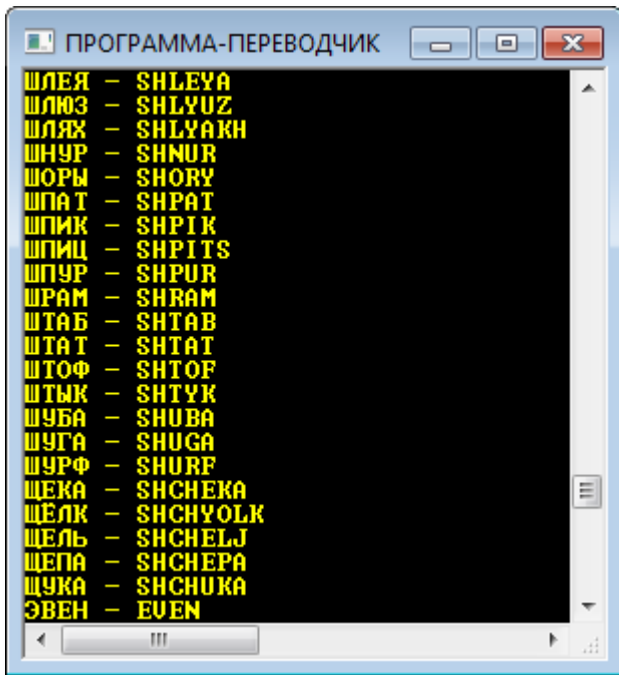 ПРОГРАММА-ПЕРЕВОДЧИК
ШЛЕЯ - SHLEYA
ШЛЮЗ - SHLYUZ
ШЛЯХ - SHLYAKH
ШНУР - SHNUR
ШОРЫ - SHORY
ШПАТ - SHPAT
ШПИК - SHPIK
ШПИЦ - SHPITS
ШПУР - SHPUR
ШРАМ - SHRAM
ШТАБ - SHTAB
ШТАТ - SHTAT
ШТОФ - SHTOF
ШТЫК - SHTYK
ШУБА - SHUBA
ШУГА - SHUGA
ШУРФ - SHURF
ЩЕКА - SHCHEKA
ЩЁЛК - SHCHYOLK
ЩЕЛЬ - SHCHELJ
ЩЕПА - SHCHEPA
ЩУКА - SHCHUKA
ЭВЕН - EVEN